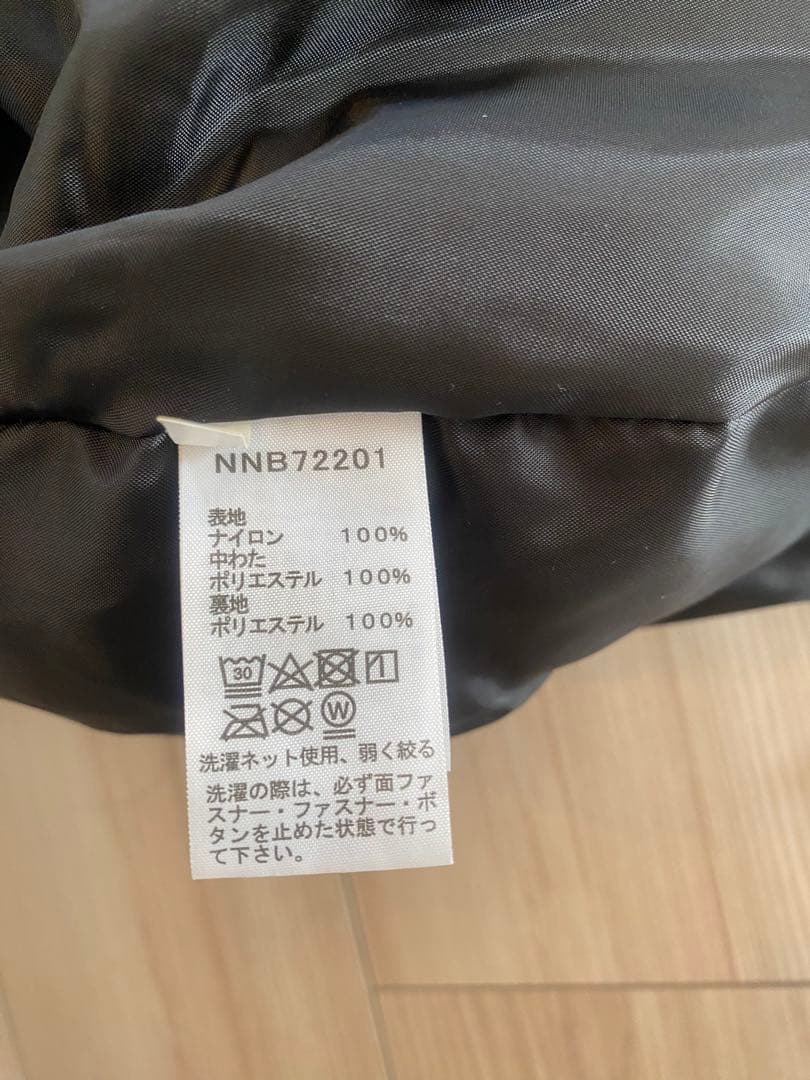 NNB72201
表地
ナイロン 100%
中わた
ポリエステル 100%
裏地
ポリエステル 100%
30
W
洗濯ネット使用、弱く絞る
洗濯の際は、必ず面ファ
スナー・ファスナー・ボ
タンを止めた状態で行っ
て下さい。